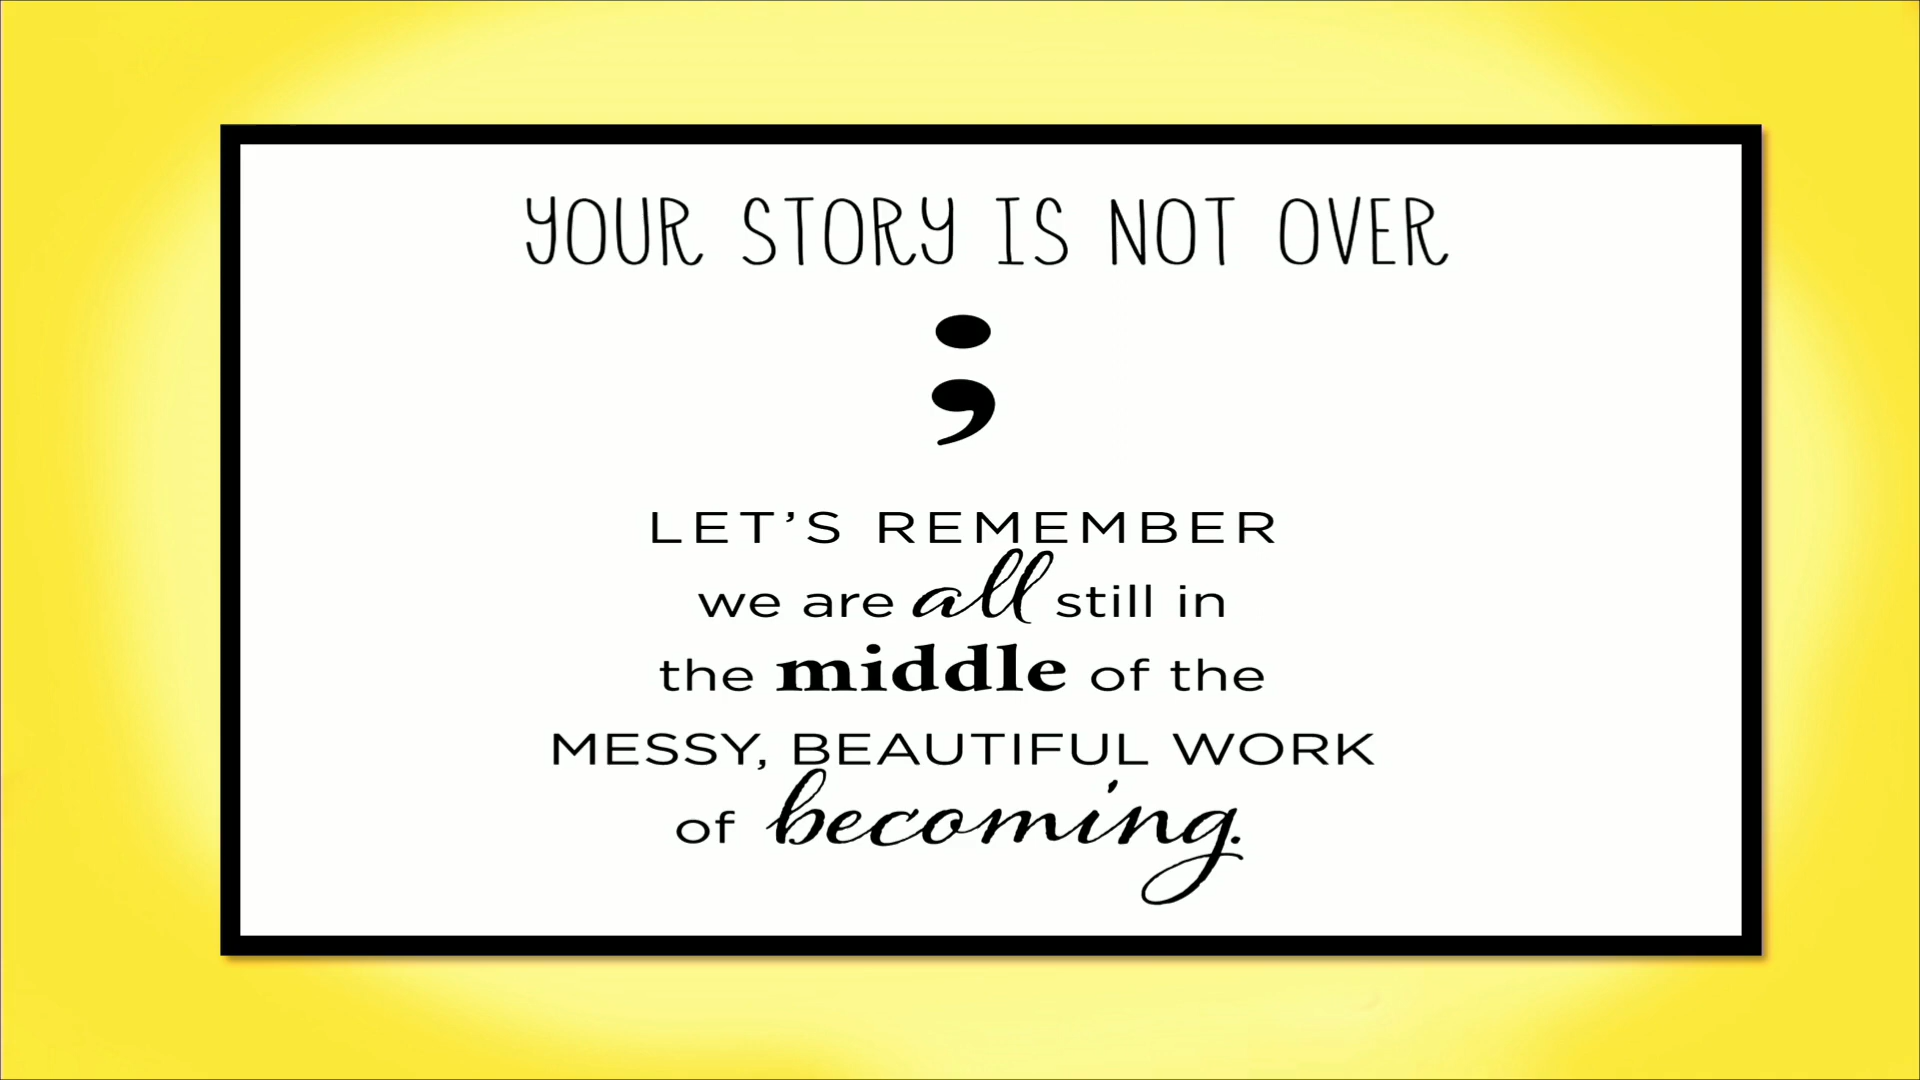 YOUR STORY IS NOT OVER
;
LET'S REMEMBER
we are all still in
the middle of the
MESSY, BEAUTIFUL WORK
of becoming.